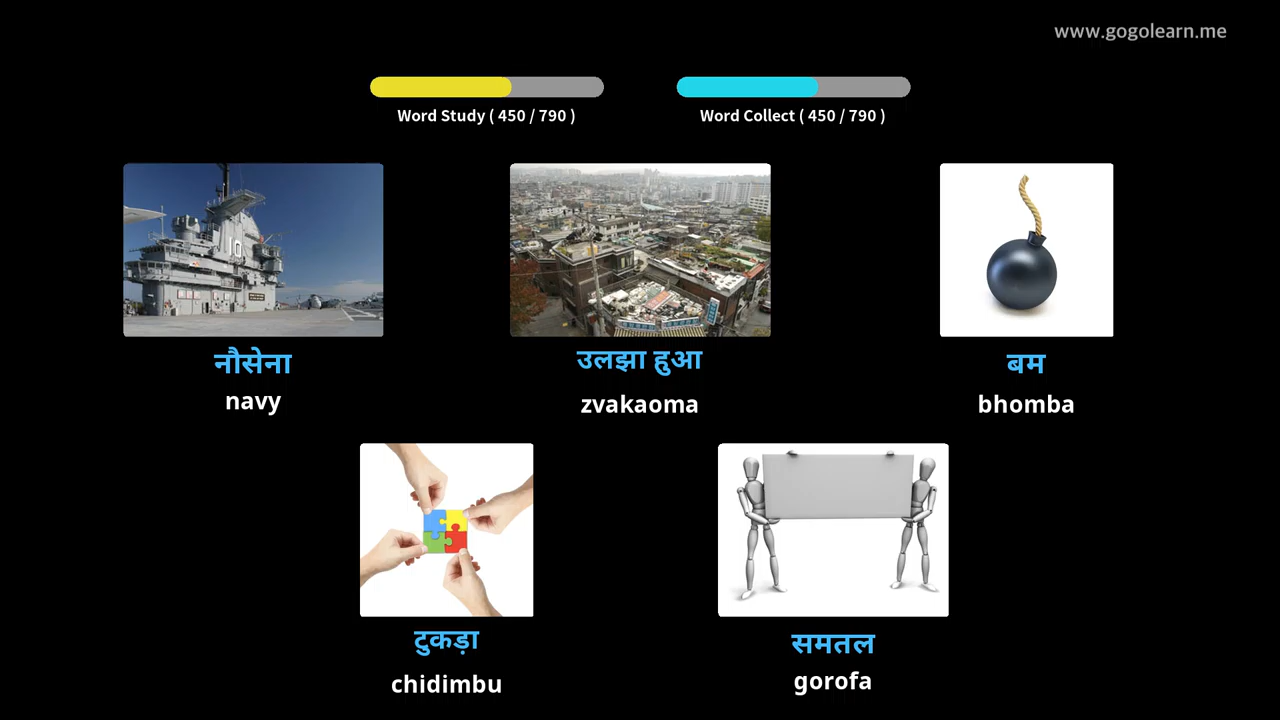 www.gogolearn.me
Word Study ( 450 / 790 )
Word Collect ( 450 / 790 )
नौसेना
navy
उलझा हुआ
zvakaoma
बम
bhomba
टुकड़ा
chidimbu
समतल
gorofa